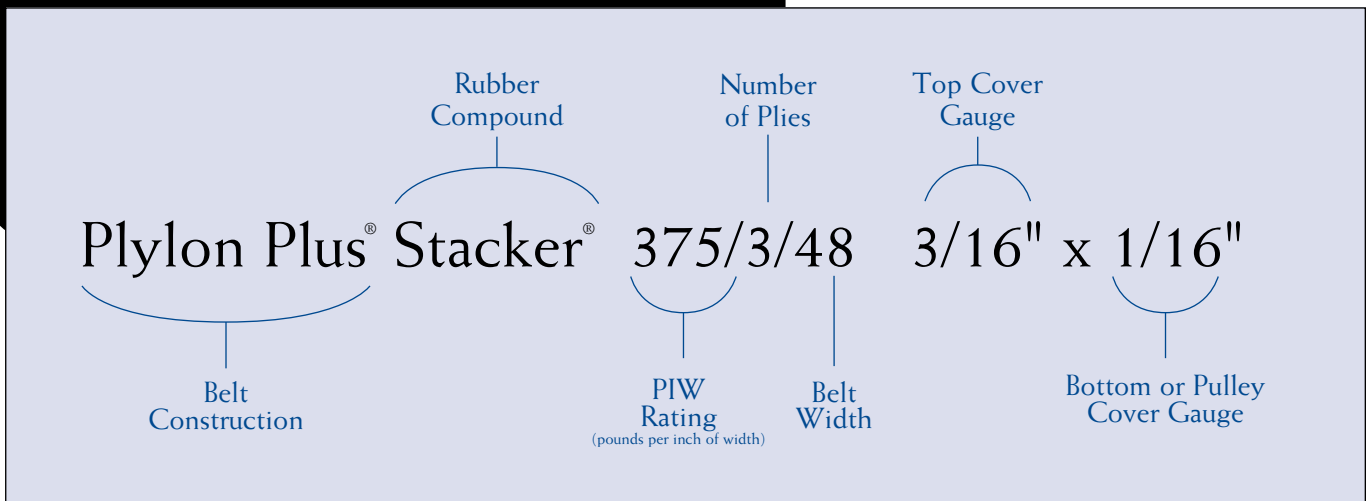 Rubber
Compound
Number
of Plies
Top Cover
Gauge
Plylon Plus® Stacker® 375/3/48 3/16" x 1/16"
Belt
Construction
PIW
Rating
(pounds per inch of width)
Belt
Width
Bottom or Pulley
Cover Gauge